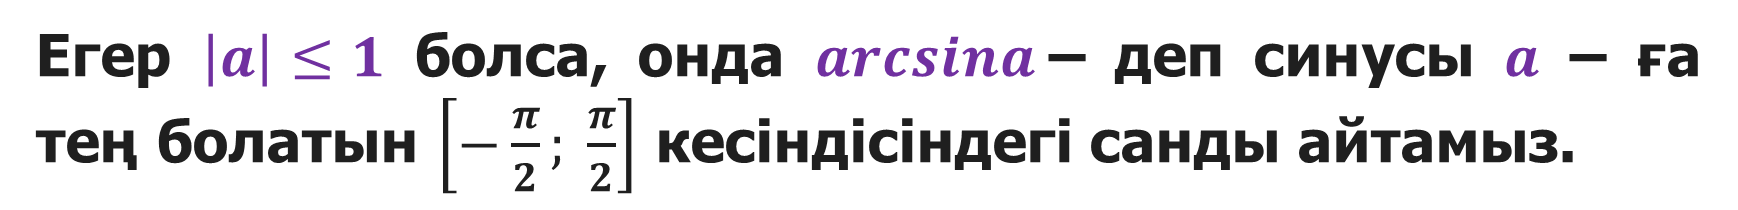 Егер |a| ≤ 1 болса, онда arcsina – деп синусы a – ға
тең болатын [−π/2; π/2] кесіндісіндегі санды айтамыз.